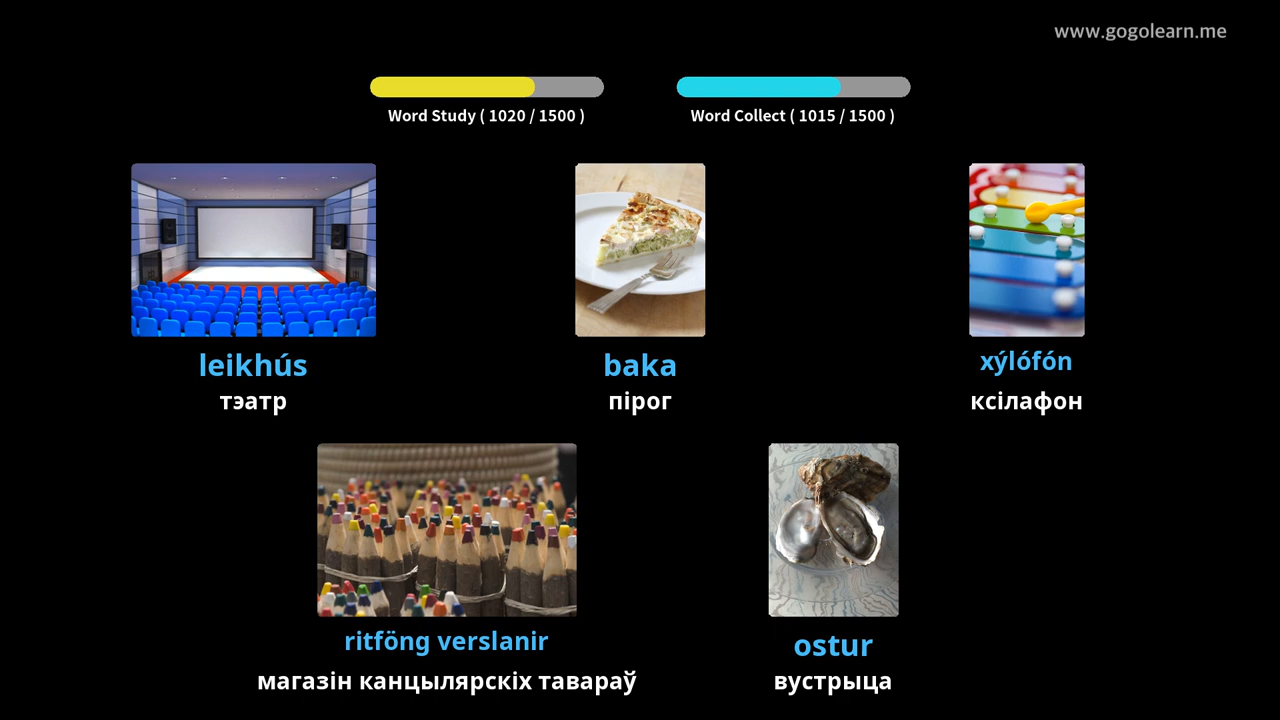 www.gogolearn.me
Word Study ( 1020 / 1500 )
Word Collect ( 1015 / 1500 )
leikhús
baka
xýlófón
тэатр
пірог
ксілафон
ritföng verslanir
ostur
магазін канцылярскіх тавараў
вустрыца